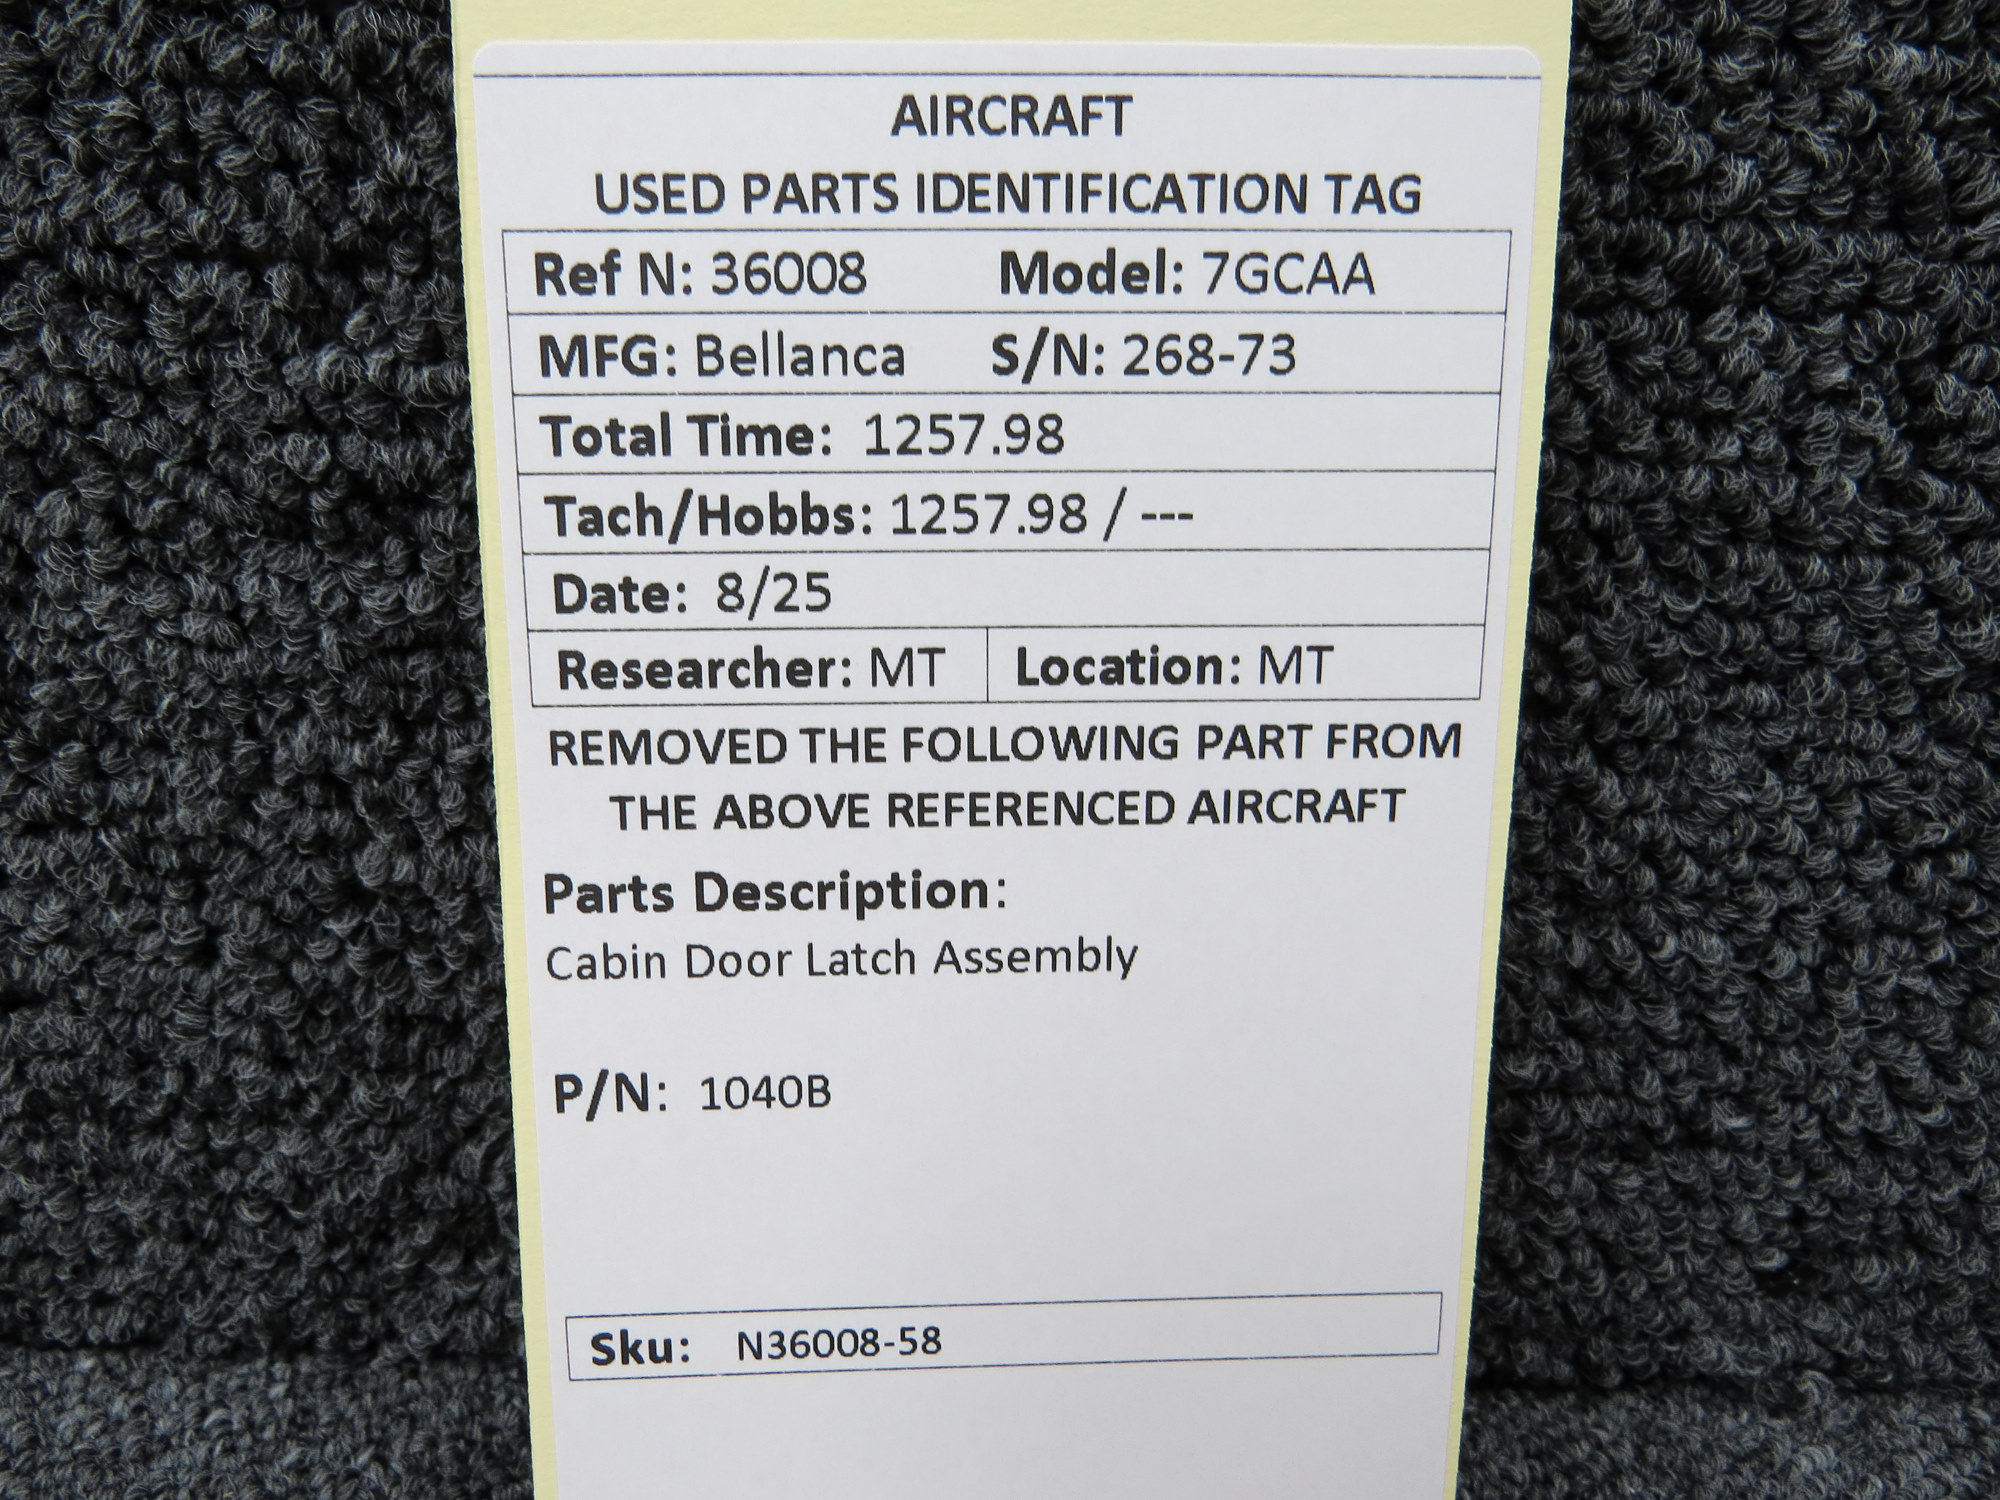 AIRCRAFT
USED PARTS IDENTIFICATION TAG
Ref N: 36008 Model: 7GCAA
MFG: Bellanca S/N: 268-73
Total Time: 1257.98
Tach/Hobbs: 1257.98 / ---
Date: 8/25
Researcher: MT Location: MT
REMOVED THE FOLLOWING PART FROM
THE ABOVE REFERENCED AIRCRAFT
Parts Description:
Cabin Door Latch Assembly
P/N: 1040B
Sku: N36008-58